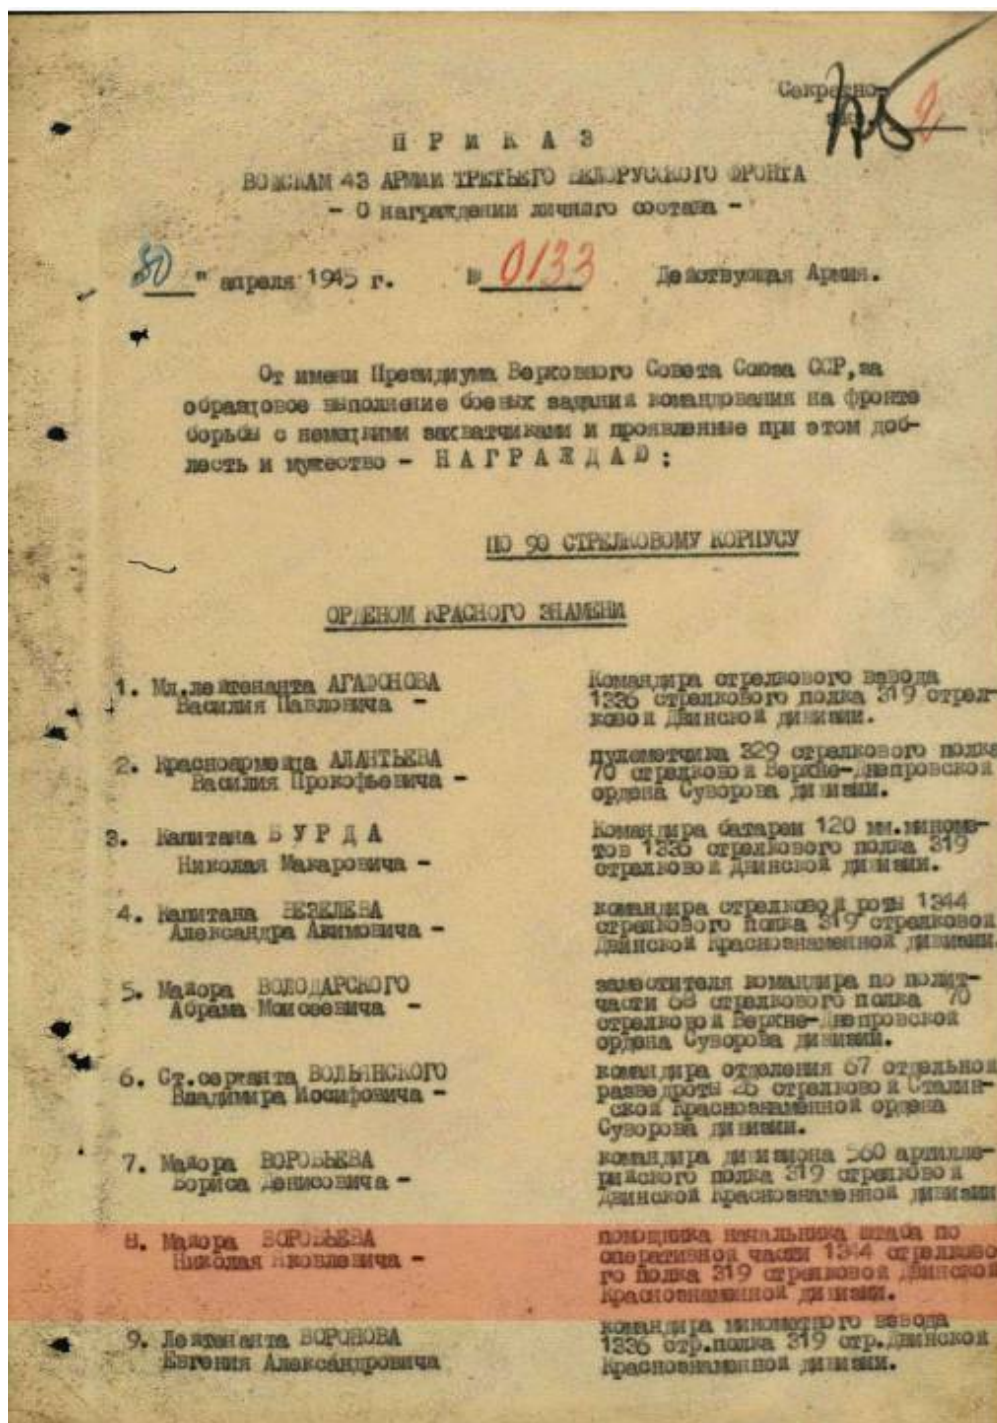 Секретно
2
П Р И К А З
ВОЙСКАМ 43 АРМИИ ТРЕТЬЕГО БЕЛОРУССКОГО ФРОНТА
- О награждении личного состава -
30 " апреля 1945 г. № 0133 Действующая Армия.
От имени Президиума Верховного Совета Союза ССР, за
образцовое выполнение боевых заданий командования на фронте
борьбы с немецкими захватчиками и проявленные при этом доб-
лесть и мужество - Н А Г Р А Ж Д А Ю :
ПО 90 СТРЕЛКОВОМУ КОРПУСУ
ОРДЕНОМ КРАСНОГО ЗНАМЕНИ
1. Мл.лейтенанта АГАФОНОВА Командира стрелкового взвода
Василия Павловича - 1336 стрелкового полка 319 стрел-
ковой Двинской дивизии.
2. Красноармейца АЛАНТЬЕВА пулеметчика 329 стрелкового полка
Василия Прокофьевича - 70 стрелковой Верхне-Днепровской
ордена Суворова дивизии.
3. Капитана Б У Р Д А Командира батареи 120 мм.миноме-
Николая Макаровича - тов 1336 стрелкового полка 319
стрелковой Двинской дивизии.
4. Капитана ВЕЗЕЛЕВА командира стрелковой роты 1344
Александра Акимовича - стрелкового полка 319 стрелковой
Двинской Краснознаменной дивизии.
5. Майора ВОЛОДАРСКОГО заместителя командира по полит-
Абрама Моисеевича - части 68 стрелкового полка 70
стрелковой Верхне-Днепровской
ордена Суворова дивизии.
6. Ст.сержанта ВОЛЫНСКОГО командира отделения 67 отдельной
Владимира Иосифовича - разведроты 26 стрелковой Сталин-
ской Краснознаменной ордена
Суворова дивизии.
7. Майора ВОРОБЬЕВА командира дивизиона 560 артилле-
Бориса Денисовича - рийского полка 319 стрелковой
Двинской Краснознаменной дивизии
8. Майора ВОРОБЬЕВА помощника начальника штаба по
Николая Яковлевича - оперативной части 1344 стрелково
го полка 319 стрелковой Двинской
Краснознаменной дивизии.
9. Лейтенанта ВОРОНОВА командира минометного взвода
Евгения Александровича 1336 стр.полка 319 стр.Двинской
Краснознаменной дивизии.